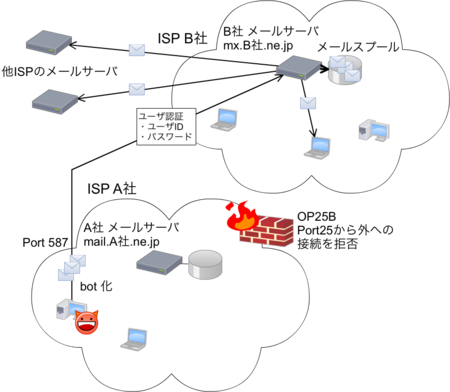 ISP B社
B社 メールサーバ
mx.B社.ne.jp
メールスプール
他ISPのメールサーバ
ユーザ認証
・ユーザID
・パスワード
ISP A社
A社 メールサーバ
mail.A社.ne.jp
OP25B
Port25から外への
接続を拒否
Port 587
bot 化